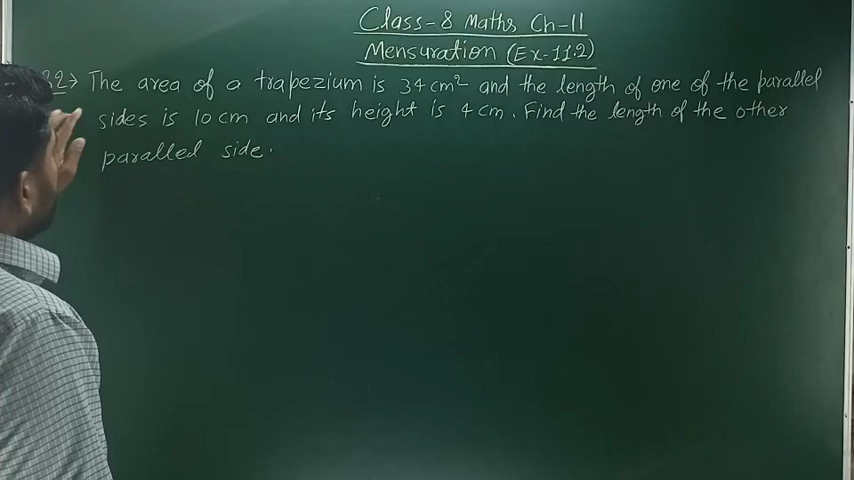 Class-8 Maths Ch-11
Mensuration (Ex-11.2)
The area of a trapezium is 34 cm² and the length of one of the parallel
sides is 10 cm and its height is 4 cm. Find the length of the other
paralled side.